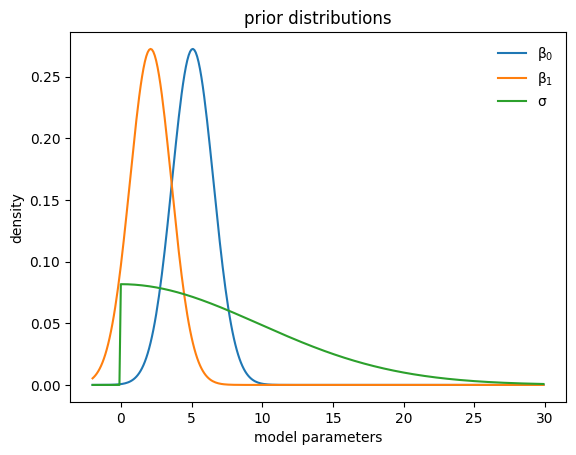 prior distributions
β₀
β₁
σ
density
0.25
0.20
0.15
0.10
0.05
0.00
0 5 10 15 20 25 30
model parameters